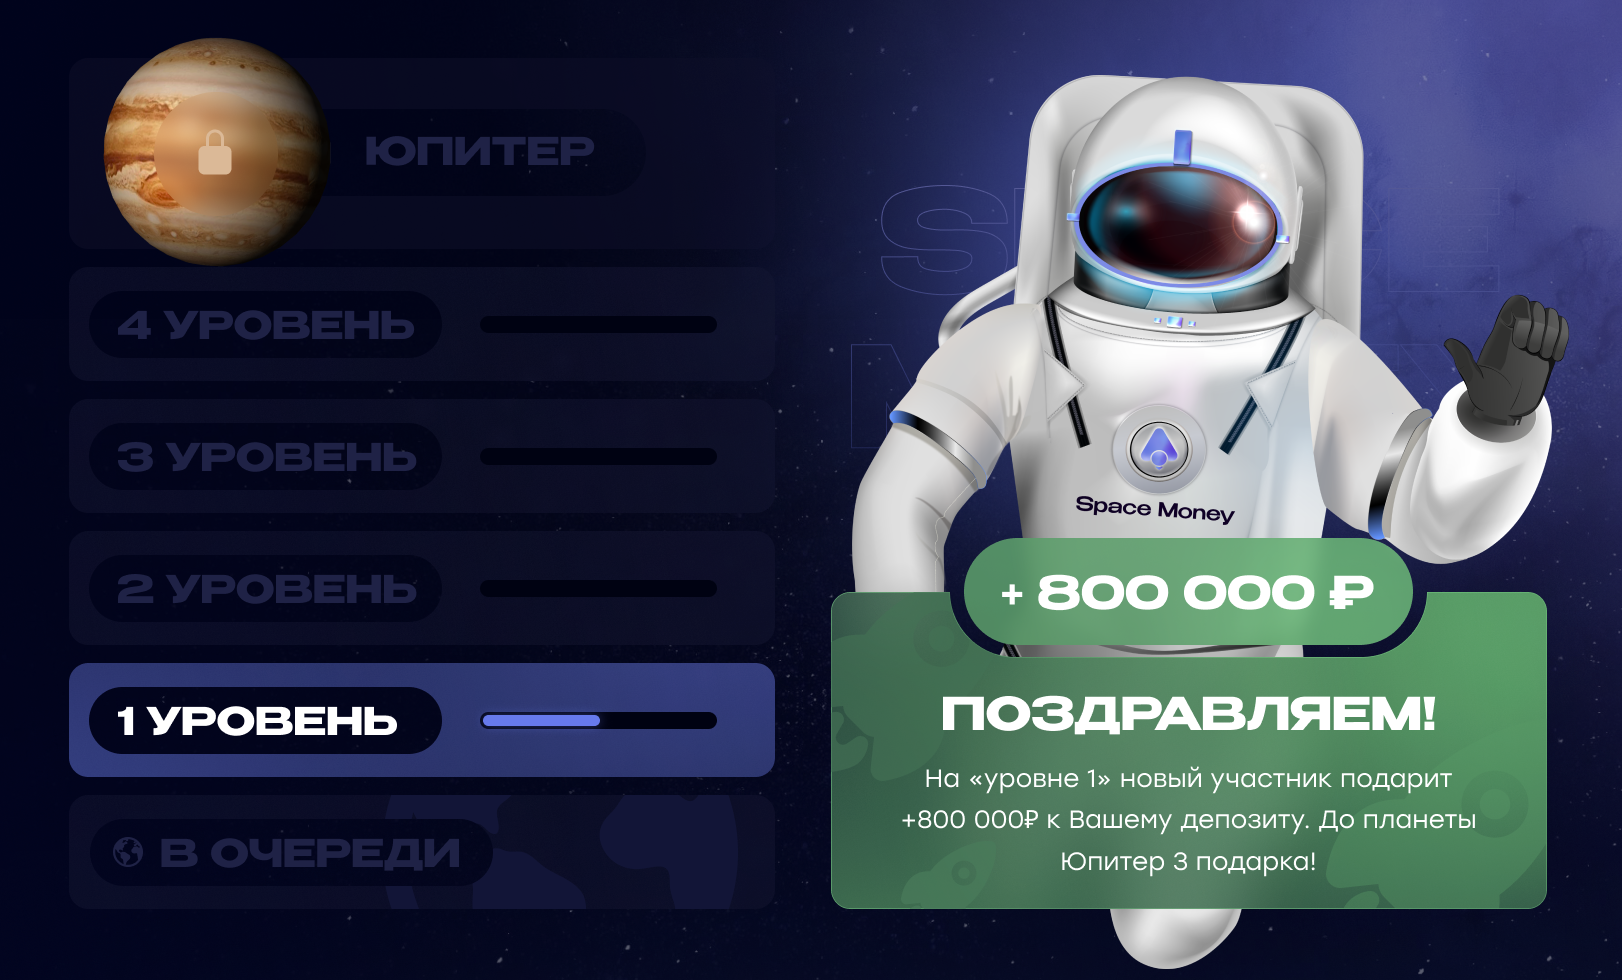 ЮПИТЕР
4 УРОВЕНЬ
3 УРОВЕНЬ
2 УРОВЕНЬ
1 УРОВЕНЬ
В ОЧЕРЕДИ
Space Money
+ 800 000 ₽
ПОЗДРАВЛЯЕМ!
На «уровне 1» новый участник подарит
+800 000₽ к Вашему депозиту. До планеты
Юпитер 3 подарка!